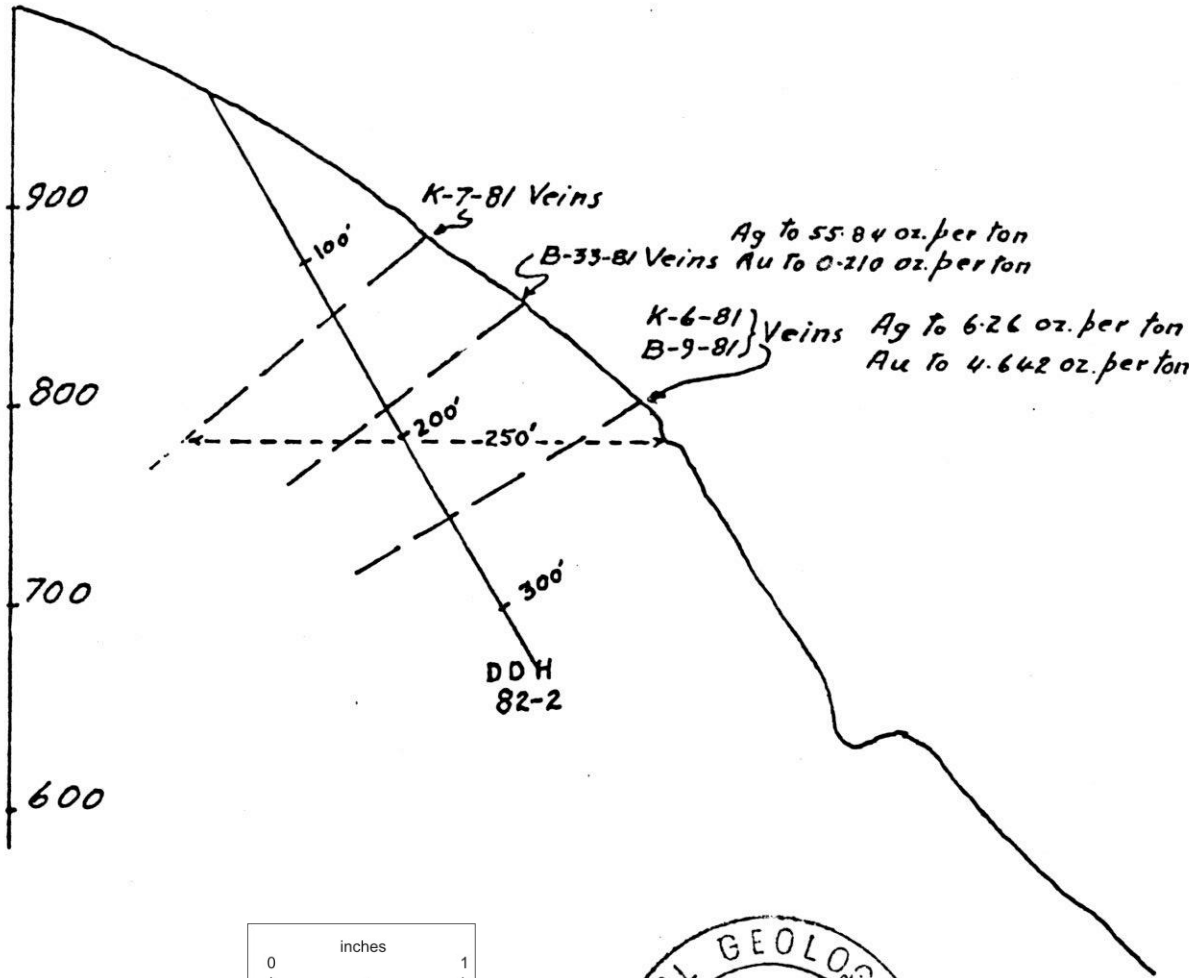 900
800
700
600
100'
200'
300'
K-7-81 Veins
B-33-81 Veins
Ag to 55.84 oz. per ton
Au to 0.210 oz. per ton
K-6-81
B-9-81
Veins
Ag to 6.26 oz. per ton
Au to 4.642 oz. per ton
250'
DDH
82-2
inches
0 1